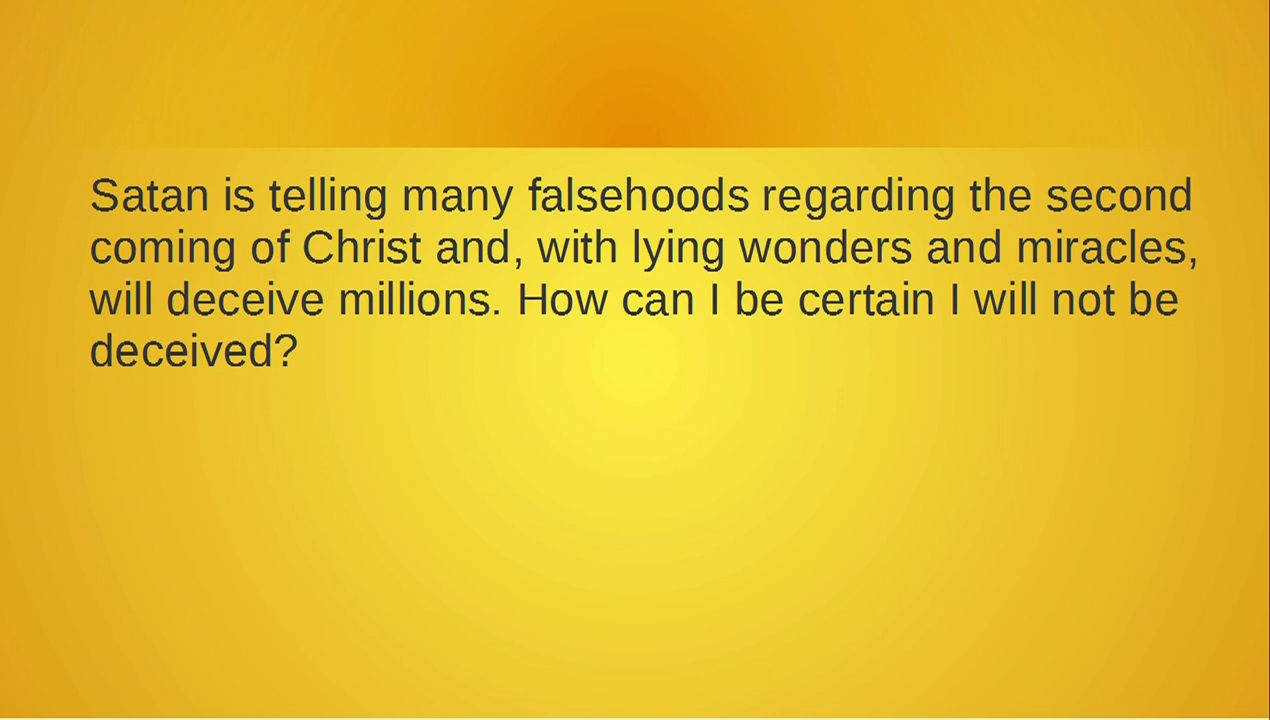 Satan is telling many falsehoods regarding the second
coming of Christ and, with lying wonders and miracles,
will deceive millions. How can I be certain I will not be
deceived?